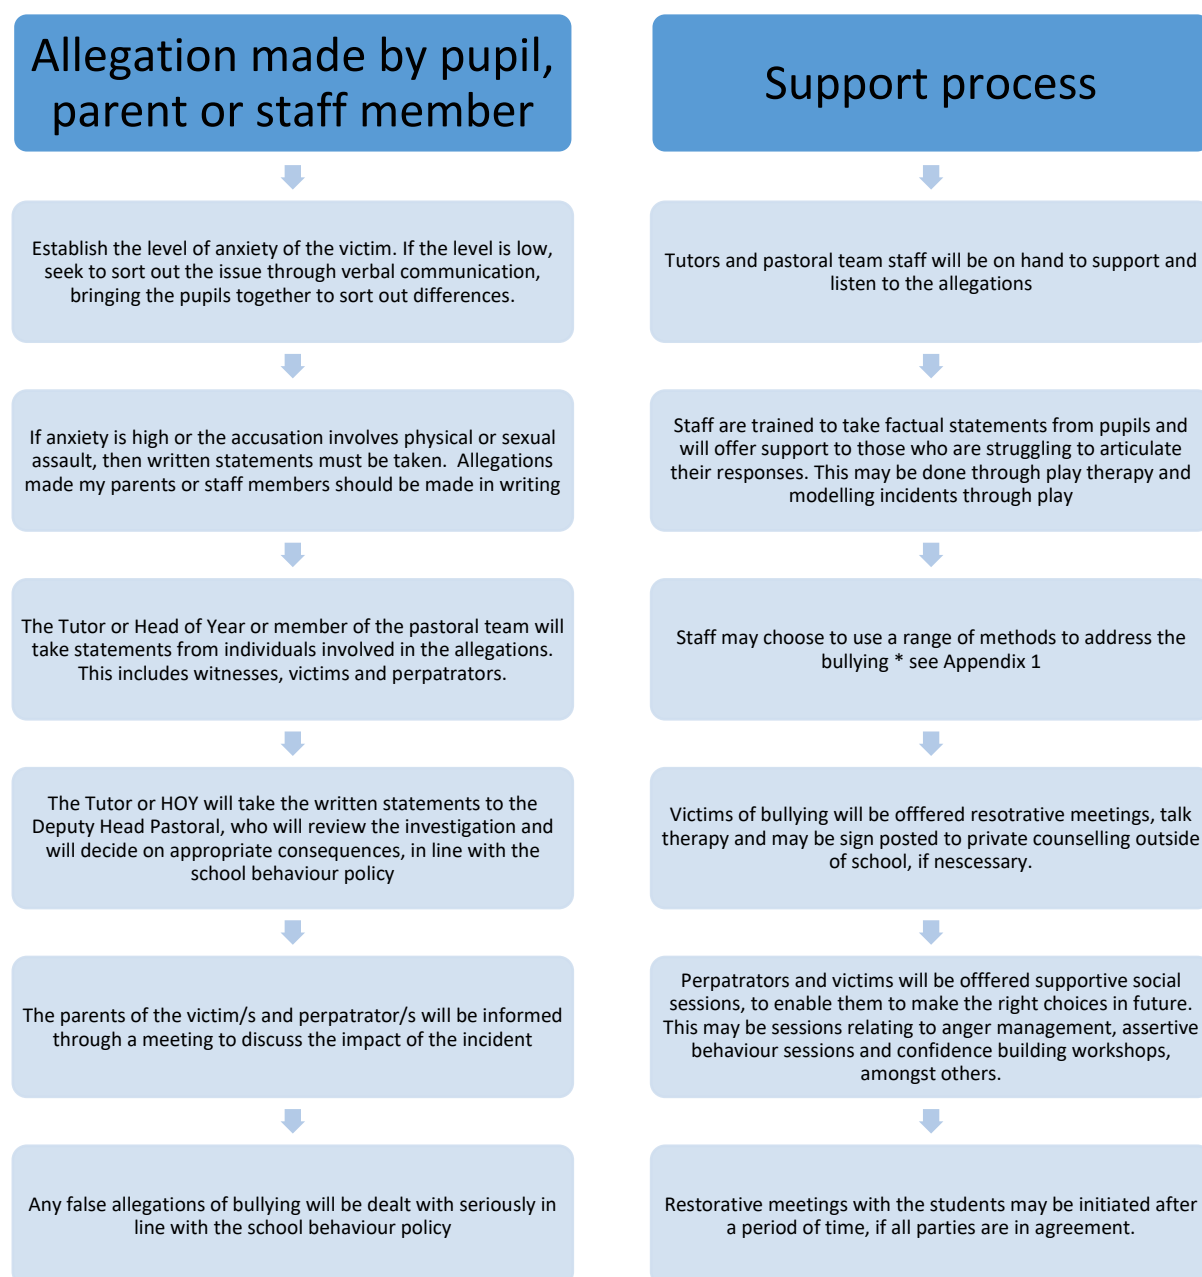 Allegation made by pupil,
parent or staff member
Establish the level of anxiety of the victim. If the level is low,
seek to sort out the issue through verbal communication,
bringing the pupils together to sort out differences.
If anxiety is high or the accusation involves physical or sexual
assault, then written statements must be taken.  Allegations
made my parents or staff members should be made in writing
The Tutor or Head of Year or member of the pastoral team will
take statements from individuals involved in the allegations.
This includes witnesses, victims and perpatrators.
The Tutor or HOY will take the written statements to the
Deputy Head Pastoral, who will review the investigation and
will decide on appropriate consequences, in line with the
school behaviour policy
The parents of the victim/s and perpatrator/s will be informed
through a meeting to discuss the impact of the incident
Any false allegations of bullying will be dealt with seriously in
line with the school behaviour policy
Support process
Tutors and pastoral team staff will be on hand to support and
listen to the allegations
Staff are trained to take factual statements from pupils and
will offer support to those who are struggling to articulate
their responses. This may be done through play therapy and
modelling incidents through play
Staff may choose to use a range of methods to address the
bullying * see Appendix 1
Victims of bullying will be offfered resotrative meetings, talk
therapy and may be sign posted to private counselling outside
of school, if nescessary.
Perpatrators and victims will be offfered supportive social
sessions, to enable them to make the right choices in future.
This may be sessions relating to anger management, assertive
behaviour sessions and confidence building workshops,
amongst others.
Restorative meetings with the students may be initiated after
a period of time, if all parties are in agreement.